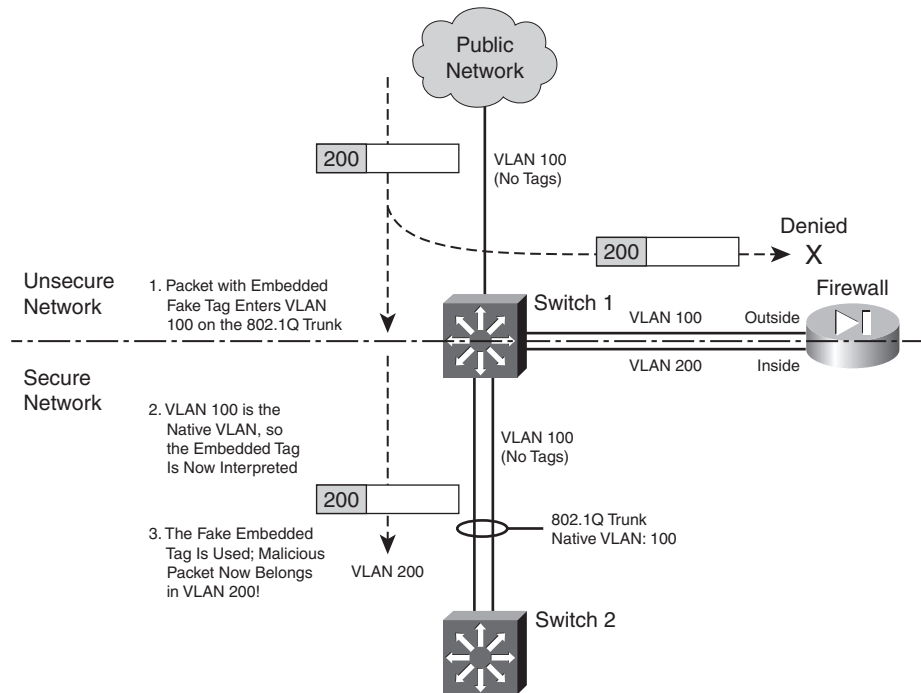 Public
Network
200
VLAN 100
(No Tags)
Denied
200
X
Unsecure
Network
1. Packet with Embedded
Fake Tag Enters VLAN
100 on the 802.1Q Trunk
Switch 1
Firewall
VLAN 100
Outside
VLAN 200
Inside
Secure
Network
2. VLAN 100 is the
Native VLAN, so
the Embedded Tag
Is Now Interpreted
VLAN 100
(No Tags)
200
3. The Fake Embedded
Tag Is Used; Malicious
Packet Now Belongs
in VLAN 200!
VLAN 200
802.1Q Trunk
Native VLAN: 100
Switch 2